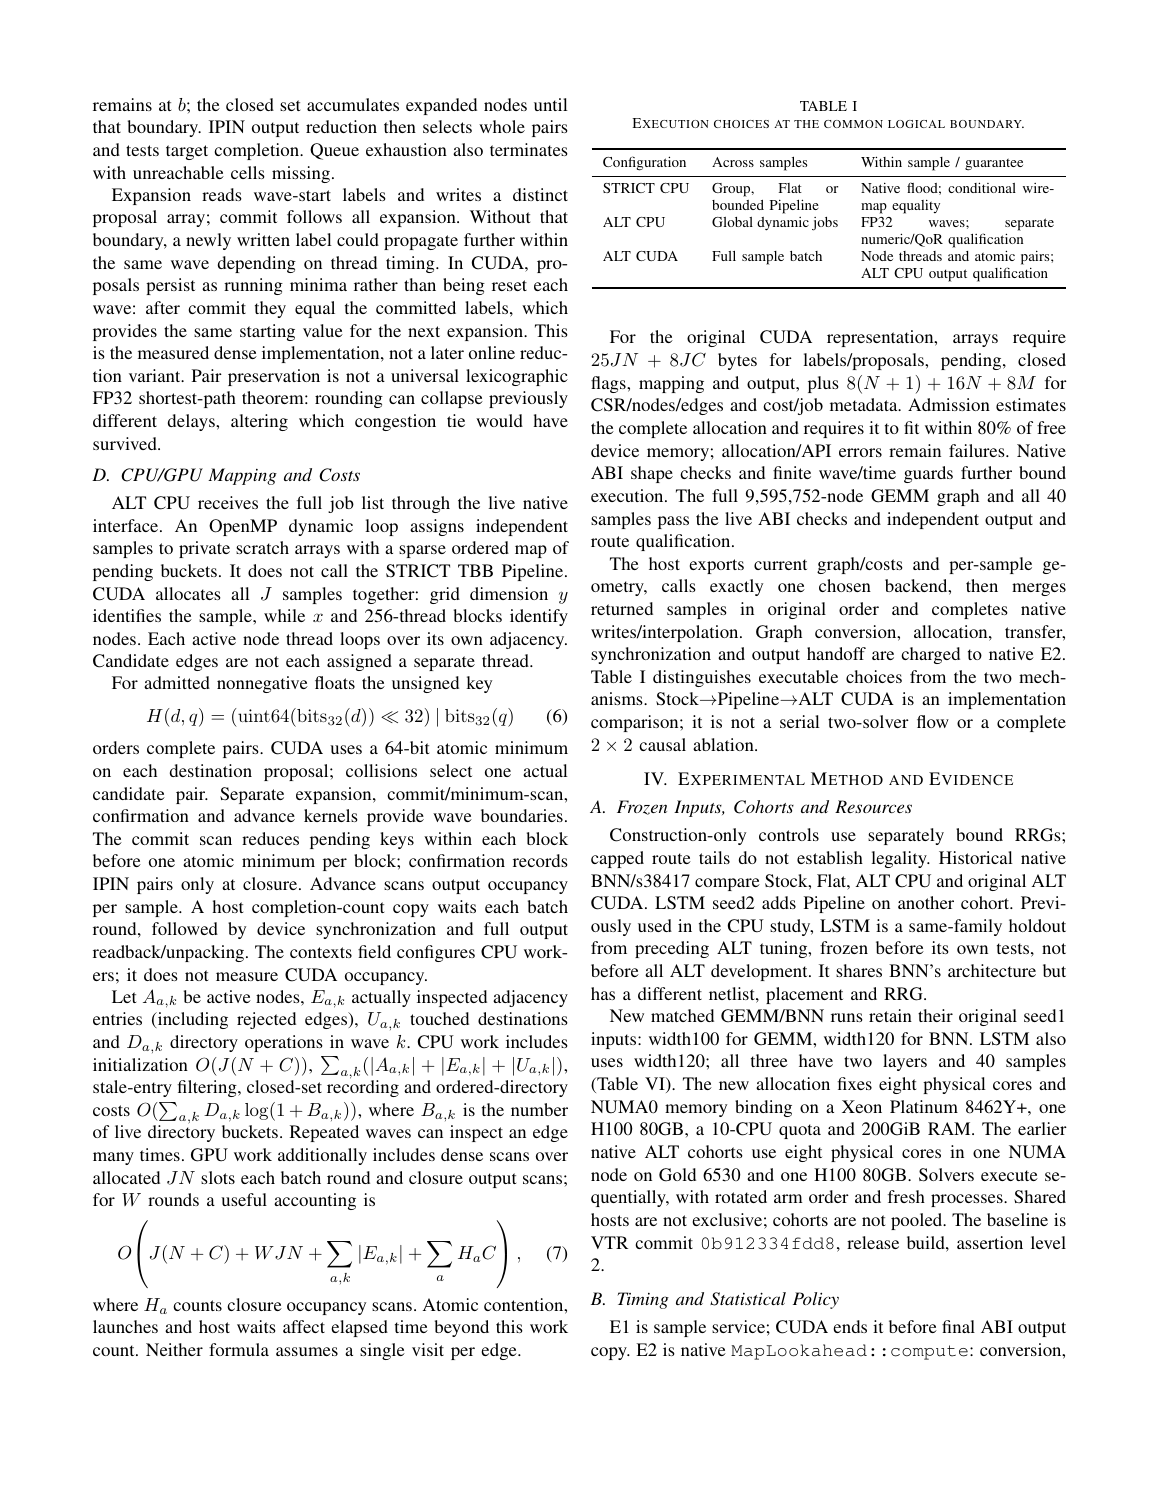 remains at b; the closed set accumulates expanded nodes until
that boundary. IPIN output reduction then selects whole pairs
and tests target completion. Queue exhaustion also terminates
with unreachable cells missing.
Expansion reads wave-start labels and writes a distinct
proposal array; commit follows all expansion. Without that
boundary, a newly written label could propagate further within
the same wave depending on thread timing. In CUDA, pro-
posals persist as running minima rather than being reset each
wave: after commit they equal the committed labels, which
provides the same starting value for the next expansion. This
is the measured dense implementation, not a later online reduc-
tion variant. Pair preservation is not a universal lexicographic
FP32 shortest-path theorem: rounding can collapse previously
different delays, altering which congestion tie would have
survived.
D. CPU/GPU Mapping and Costs
ALT CPU receives the full job list through the live native
interface. An OpenMP dynamic loop assigns independent
samples to private scratch arrays with a sparse ordered map of
pending buckets. It does not call the STRICT TBB Pipeline.
CUDA allocates all J samples together: grid dimension y
identifies the sample, while x and 256-thread blocks identify
nodes. Each active node thread loops over its own adjacency.
Candidate edges are not each assigned a separate thread.
For admitted nonnegative floats the unsigned key
H(d, q) = (uint64(bits₃₂(d)) ≪ 32) | bits₃₂(q) (6)
orders complete pairs. CUDA uses a 64-bit atomic minimum
on each destination proposal; collisions select one actual
candidate pair. Separate expansion, commit/minimum-scan,
confirmation and advance kernels provide wave boundaries.
The commit scan reduces pending keys within each block
before one atomic minimum per block; confirmation records
IPIN pairs only at closure. Advance scans output occupancy
per sample. A host completion-count copy waits each batch
round, followed by device synchronization and full output
readback/unpacking. The contexts field configures CPU work-
ers; it does not measure CUDA occupancy.
Let A_{a,k} be active nodes, E_{a,k} actually inspected adjacency
entries (including rejected edges), U_{a,k} touched destinations
and D_{a,k} directory operations in wave k. CPU work includes
initialization O(J(N + C)), ∑_{a,k}(|A_{a,k}| + |E_{a,k}| + |U_{a,k}|),
stale-entry filtering, closed-set recording and ordered-directory
costs O(∑_{a,k} D_{a,k} log(1 + B_{a,k})), where B_{a,k} is the number
of live directory buckets. Repeated waves can inspect an edge
many times. GPU work additionally includes dense scans over
allocated JN slots each batch round and closure output scans;
for W rounds a useful accounting is
O(J(N + C) + WJN + ∑_{a,k} |E_{a,k}| + ∑_a H_aC), (7)
where H_a counts closure occupancy scans. Atomic contention,
launches and host waits affect elapsed time beyond this work
count. Neither formula assumes a single visit per edge.
TABLE I
EXECUTION CHOICES AT THE COMMON LOGICAL BOUNDARY.
Configuration Across samples Within sample / guarantee
STRICT CPU Group, Flat or Native flood; conditional wire-
bounded Pipeline map equality
ALT CPU Global dynamic jobs FP32 waves; separate
numeric/QoR qualification
ALT CUDA Full sample batch Node threads and atomic pairs;
ALT CPU output qualification
For the original CUDA representation, arrays require
25JN + 8JC bytes for labels/proposals, pending, closed
flags, mapping and output, plus 8(N + 1) + 16N + 8M for
CSR/nodes/edges and cost/job metadata. Admission estimates
the complete allocation and requires it to fit within 80% of free
device memory; allocation/API errors remain failures. Native
ABI shape checks and finite wave/time guards further bound
execution. The full 9,595,752-node GEMM graph and all 40
samples pass the live ABI checks and independent output and
route qualification.
The host exports current graph/costs and per-sample ge-
ometry, calls exactly one chosen backend, then merges
returned samples in original order and completes native
writes/interpolation. Graph conversion, allocation, transfer,
synchronization and output handoff are charged to native E2.
Table I distinguishes executable choices from the two mech-
anisms. Stock→Pipeline→ALT CUDA is an implementation
comparison; it is not a serial two-solver flow or a complete
2 × 2 causal ablation.
IV. EXPERIMENTAL METHOD AND EVIDENCE
A. Frozen Inputs, Cohorts and Resources
Construction-only controls use separately bound RRGs;
capped route tails do not establish legality. Historical native
BNN/s38417 compare Stock, Flat, ALT CPU and original ALT
CUDA. LSTM seed2 adds Pipeline on another cohort. Previ-
ously used in the CPU study, LSTM is a same-family holdout
from preceding ALT tuning, frozen before its own tests, not
before all ALT development. It shares BNN's architecture but
has a different netlist, placement and RRG.
New matched GEMM/BNN runs retain their original seed1
inputs: width100 for GEMM, width120 for BNN. LSTM also
uses width120; all three have two layers and 40 samples
(Table VI). The new allocation fixes eight physical cores and
NUMA0 memory binding on a Xeon Platinum 8462Y+, one
H100 80GB, a 10-CPU quota and 200GiB RAM. The earlier
native ALT cohorts use eight physical cores in one NUMA
node on Gold 6530 and one H100 80GB. Solvers execute se-
quentially, with rotated arm order and fresh processes. Shared
hosts are not exclusive; cohorts are not pooled. The baseline is
VTR commit 0b912334fdd8, release build, assertion level
2.
B. Timing and Statistical Policy
E1 is sample service; CUDA ends it before final ABI output
copy. E2 is native MapLookahead::compute: conversion,